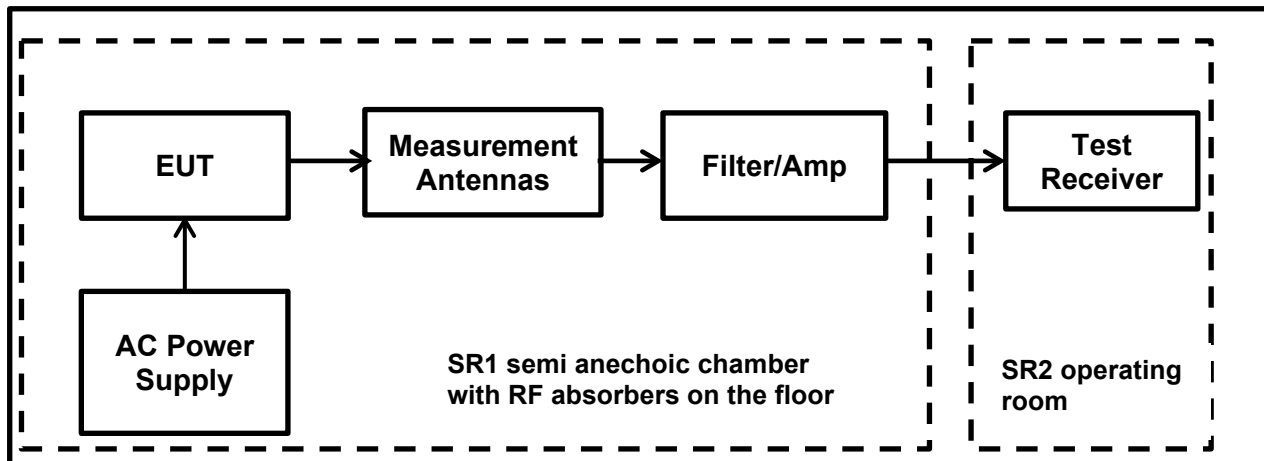 EUT
Measurement
Antennas
Filter/Amp
Test
Receiver
AC Power
Supply
SR1 semi anechoic chamber
with RF absorbers on the floor
SR2 operating
room